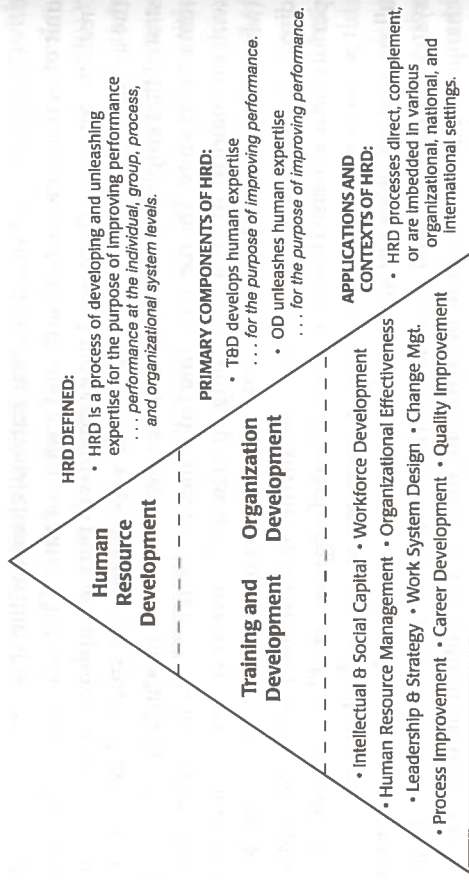 HRD DEFINED:
• HRD is a process of developing and unleashing
expertise for the purpose of improving performance
. . . performance at the individual, group, process,
and organizational system levels.
Human
Resource
Development
PRIMARY COMPONENTS OF HRD:
• T&D develops human expertise
. . . for the purpose of improving performance.
• OD unleashes human expertise
. . . for the purpose of improving performance.
Training and
Development
Organization
Development
APPLICATIONS AND
CONTEXTS OF HRD:
• HRD processes direct, complement,
or are imbedded in various
organizational, national, and
international settings.
• Intellectual & Social Capital • Workforce Development
• Human Resource Management • Organizational Effectiveness
• Leadership & Strategy • Work System Design • Change Mgt.
• Process Improvement • Career Development • Quality Improvement